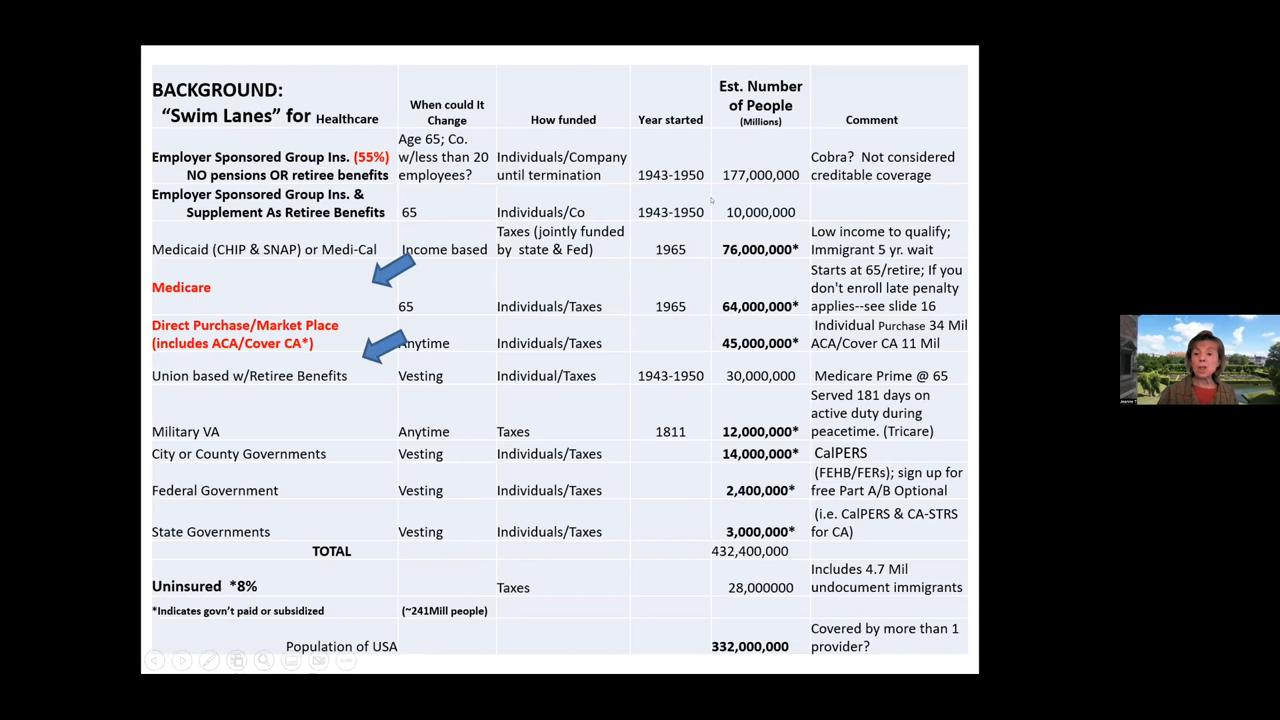 BACKGROUND:
"Swim Lanes" for Healthcare
When could It
Change
How funded
Year started
Est. Number
of People
(Millions)
Comment
Employer Sponsored Group Ins. (55%)
NO pensions OR retiree benefits
Age 65; Co.
w/less than 20
employees?
Individuals/Company
until termination
1943-1950
177,000,000
Cobra? Not considered
creditable coverage
Employer Sponsored Group Ins. &
Supplement As Retiree Benefits
65
Individuals/Co
1943-1950
10,000,000
Medicaid (CHIP & SNAP) or Medi-Cal
Income based
Taxes (jointly funded
by state & Fed)
1965
76,000,000*
Low income to qualify;
Immigrant 5 yr. wait
Medicare
65
Individuals/Taxes
1965
64,000,000*
Starts at 65/retire; If you
don't enroll late penalty
applies--see slide 16
Direct Purchase/Market Place
(includes ACA/Cover CA*)
Anytime
Individuals/Taxes
45,000,000*
Individual Purchase 34 Mil
ACA/Cover CA 11 Mil
Union based w/Retiree Benefits
Vesting
Individual/Taxes
1943-1950
30,000,000
Medicare Prime @ 65
Military VA
Anytime
Taxes
1811
12,000,000*
Served 181 days on
active duty during
peacetime. (Tricare)
City or County Governments
Vesting
Individuals/Taxes
14,000,000*
CalPERS
Federal Government
Vesting
Individuals/Taxes
2,400,000*
(FEHB/FERs); sign up for
free Part A/B Optional
State Governments
Vesting
Individuals/Taxes
3,000,000*
(i.e. CalPERS & CA-STRS
for CA)
TOTAL
432,400,000
Uninsured *8%
Taxes
28,000000
Includes 4.7 Mil
undocument immigrants
*Indicates govn't paid or subsidized
(~241Mill people)
Population of USA
332,000,000
Covered by more than 1
provider?
Jeanne T